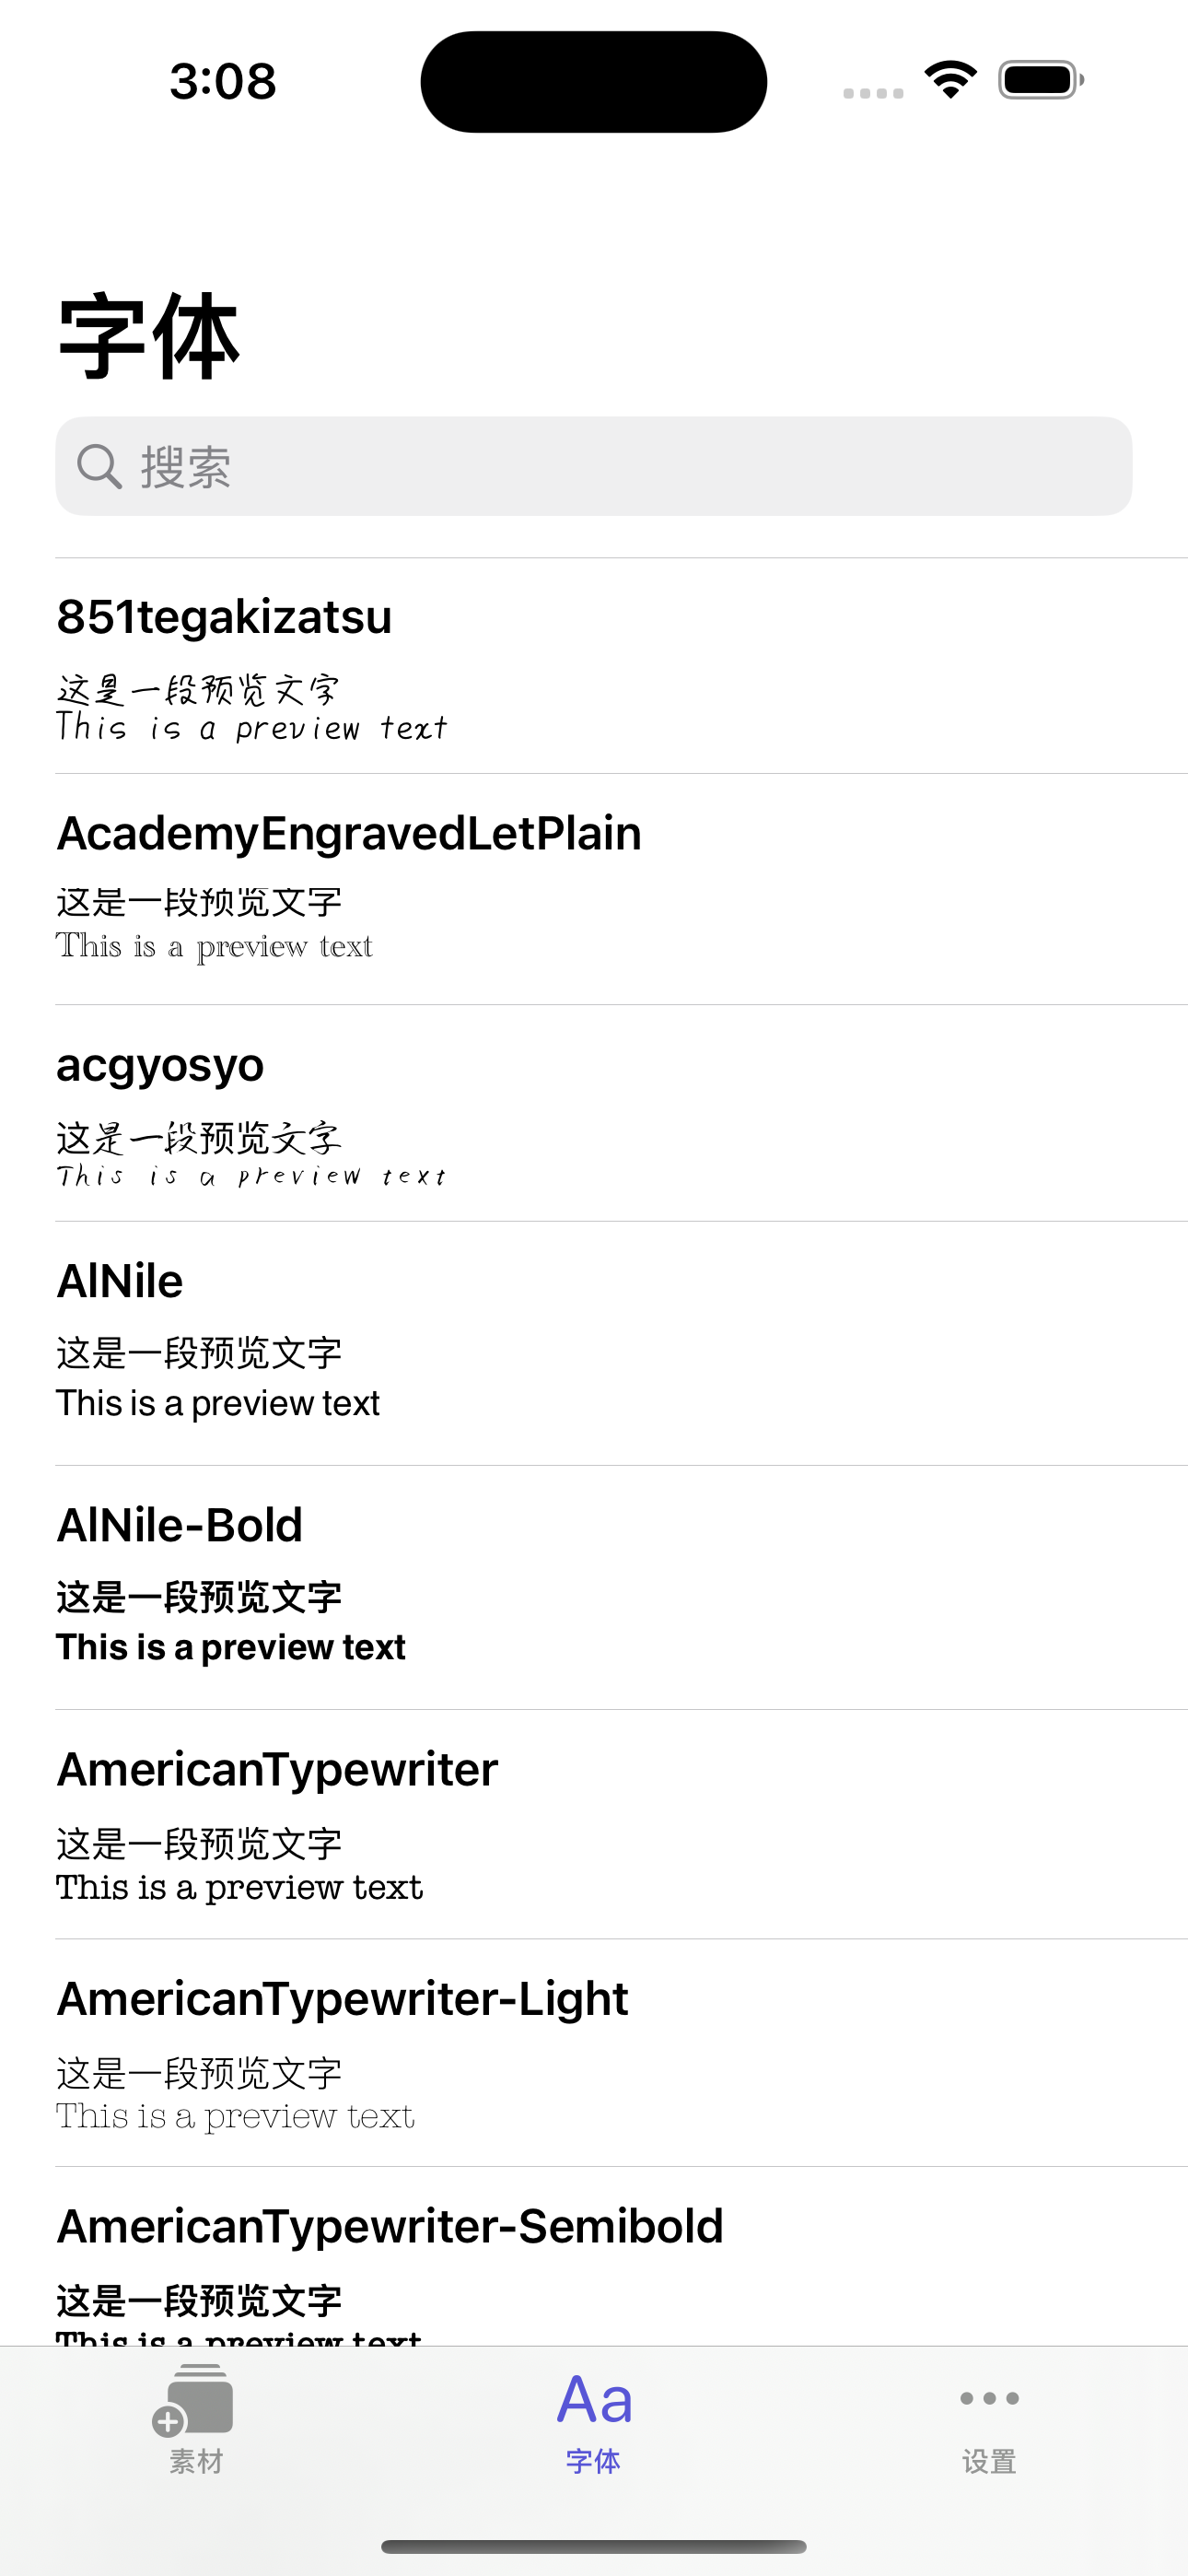 3:08
字体
搜索
851tegakizatsu
这是一段预览文字
This is a preview text
AcademyEngravedLetPlain
这是一段预览文字
This is a preview text
acgyosyo
这是一段预览文字
This is a preview text
AlNile
这是一段预览文字
This is a preview text
AlNile-Bold
这是一段预览文字
This is a preview text
AmericanTypewriter
这是一段预览文字
This is a preview text
AmericanTypewriter-Light
这是一段预览文字
This is a preview text
AmericanTypewriter-Semibold
这是一段预览文字
This is a preview text
Aa
素材
字体
设置